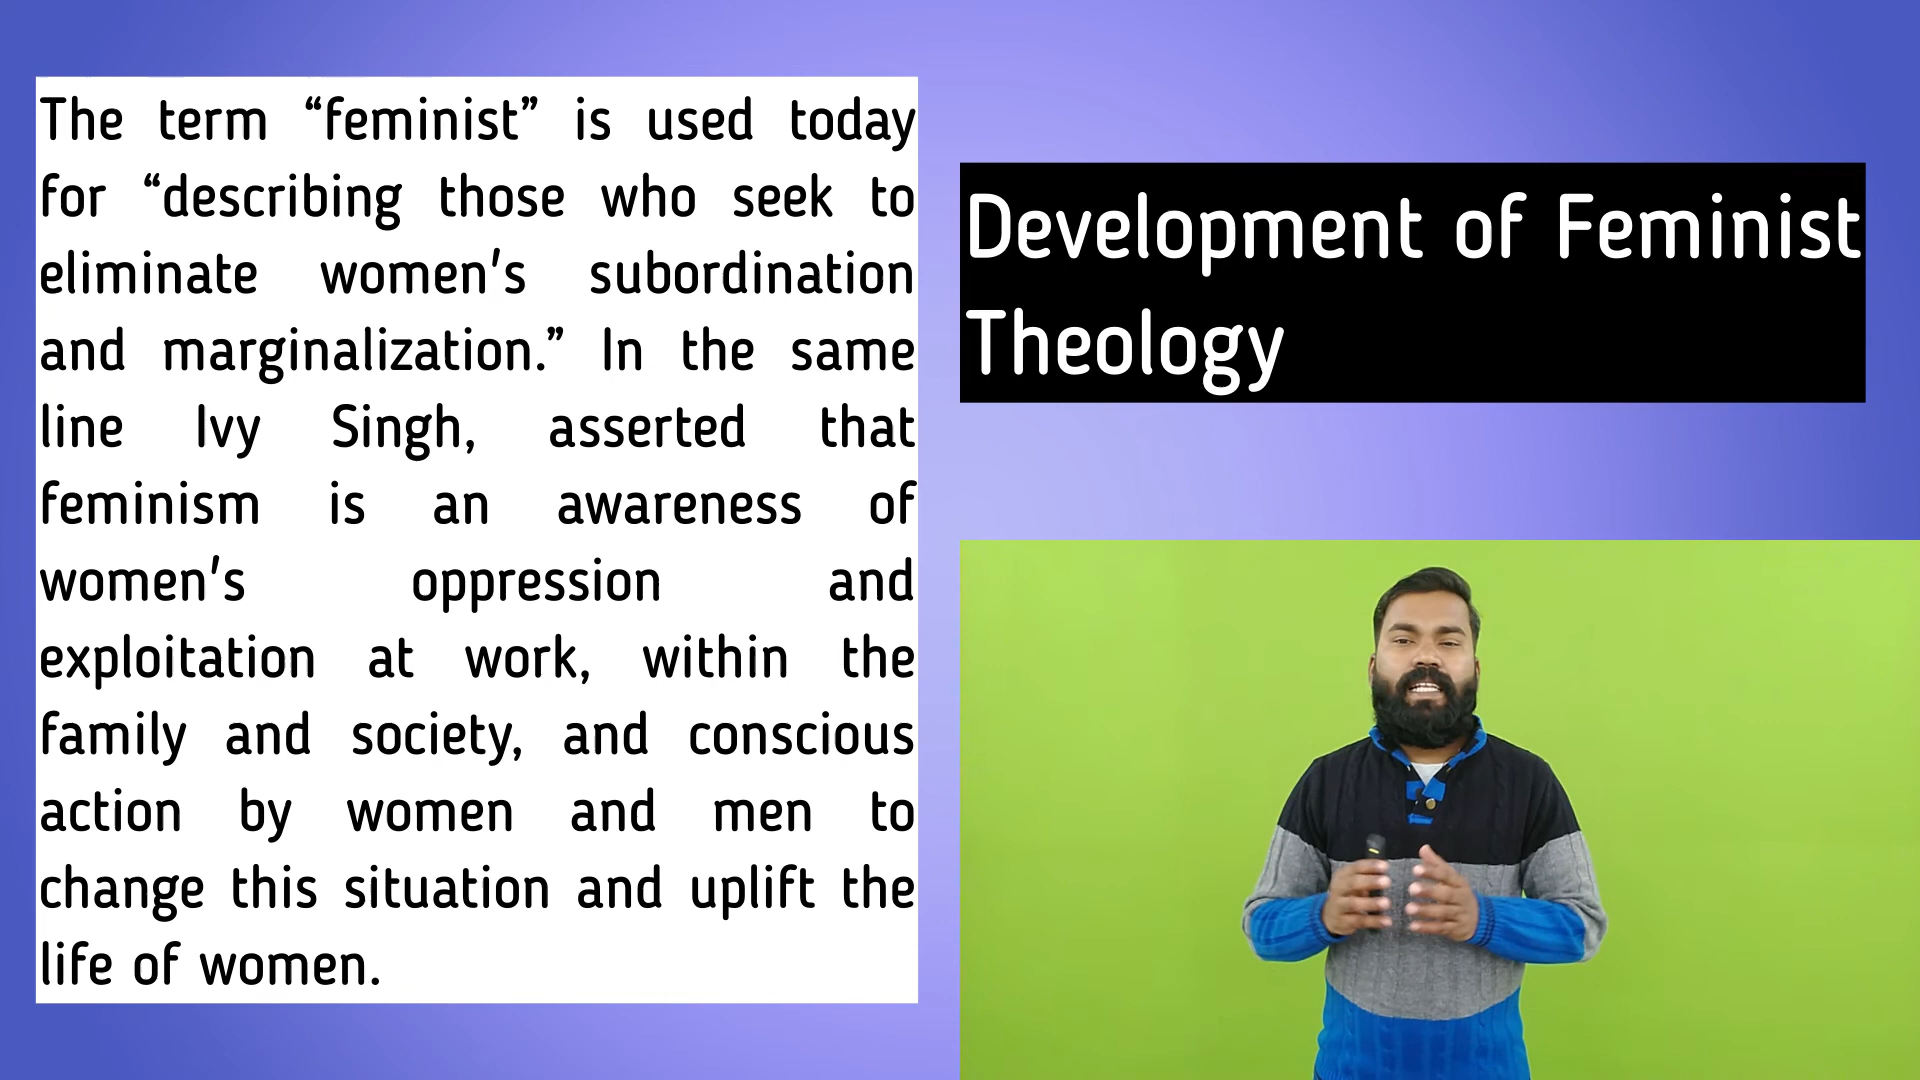 The term “feminist” is used today
for “describing those who seek to
eliminate women's subordination
and marginalization.” In the same
line Ivy Singh, asserted that
feminism is an awareness of
women's oppression and
exploitation at work, within the
family and society, and conscious
action by women and men to
change this situation and uplift the
life of women.
Development of Feminist
Theology